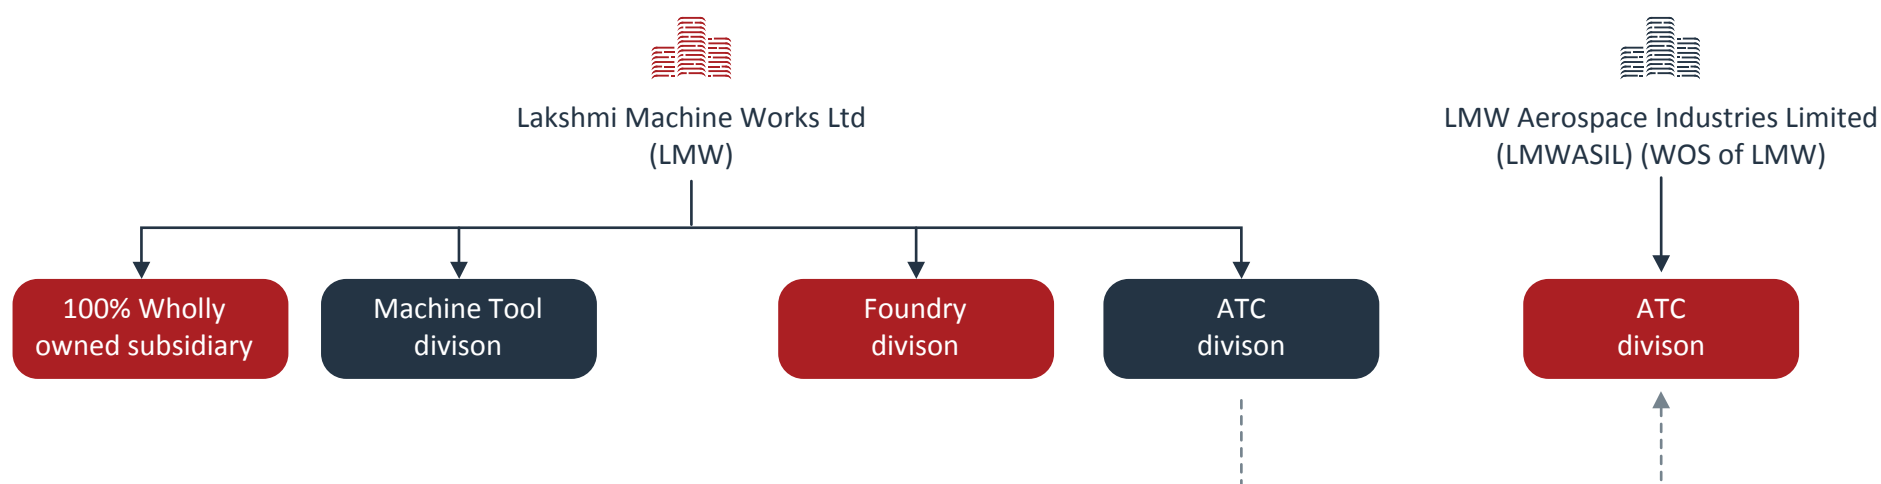 Lakshmi Machine Works Ltd
(LMW)
LMW Aerospace Industries Limited
(LMWASIL) (WOS of LMW)
100% Wholly
owned subsidiary
Machine Tool
divison
Foundry
divison
ATC
divison
ATC
divison